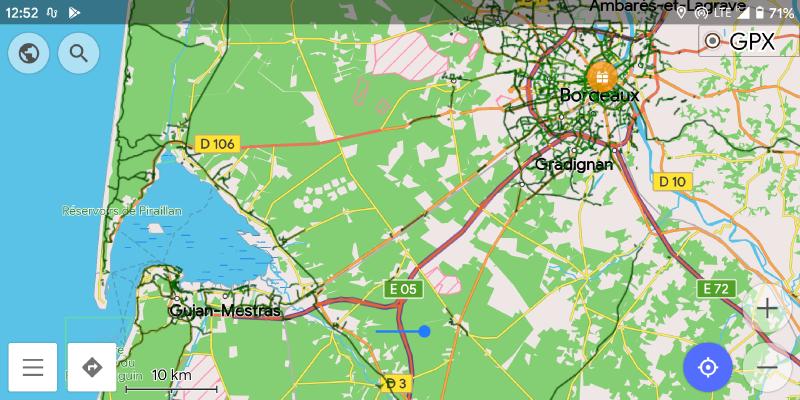 12:52
LTE 71%
Ambarès-et-Lagrave
GPX
Bordeaux
D 106
Gradignan
D 10
Réservoirs de Piraillan
E 05
E 72
Gujan-Mestras
10 km
D 3